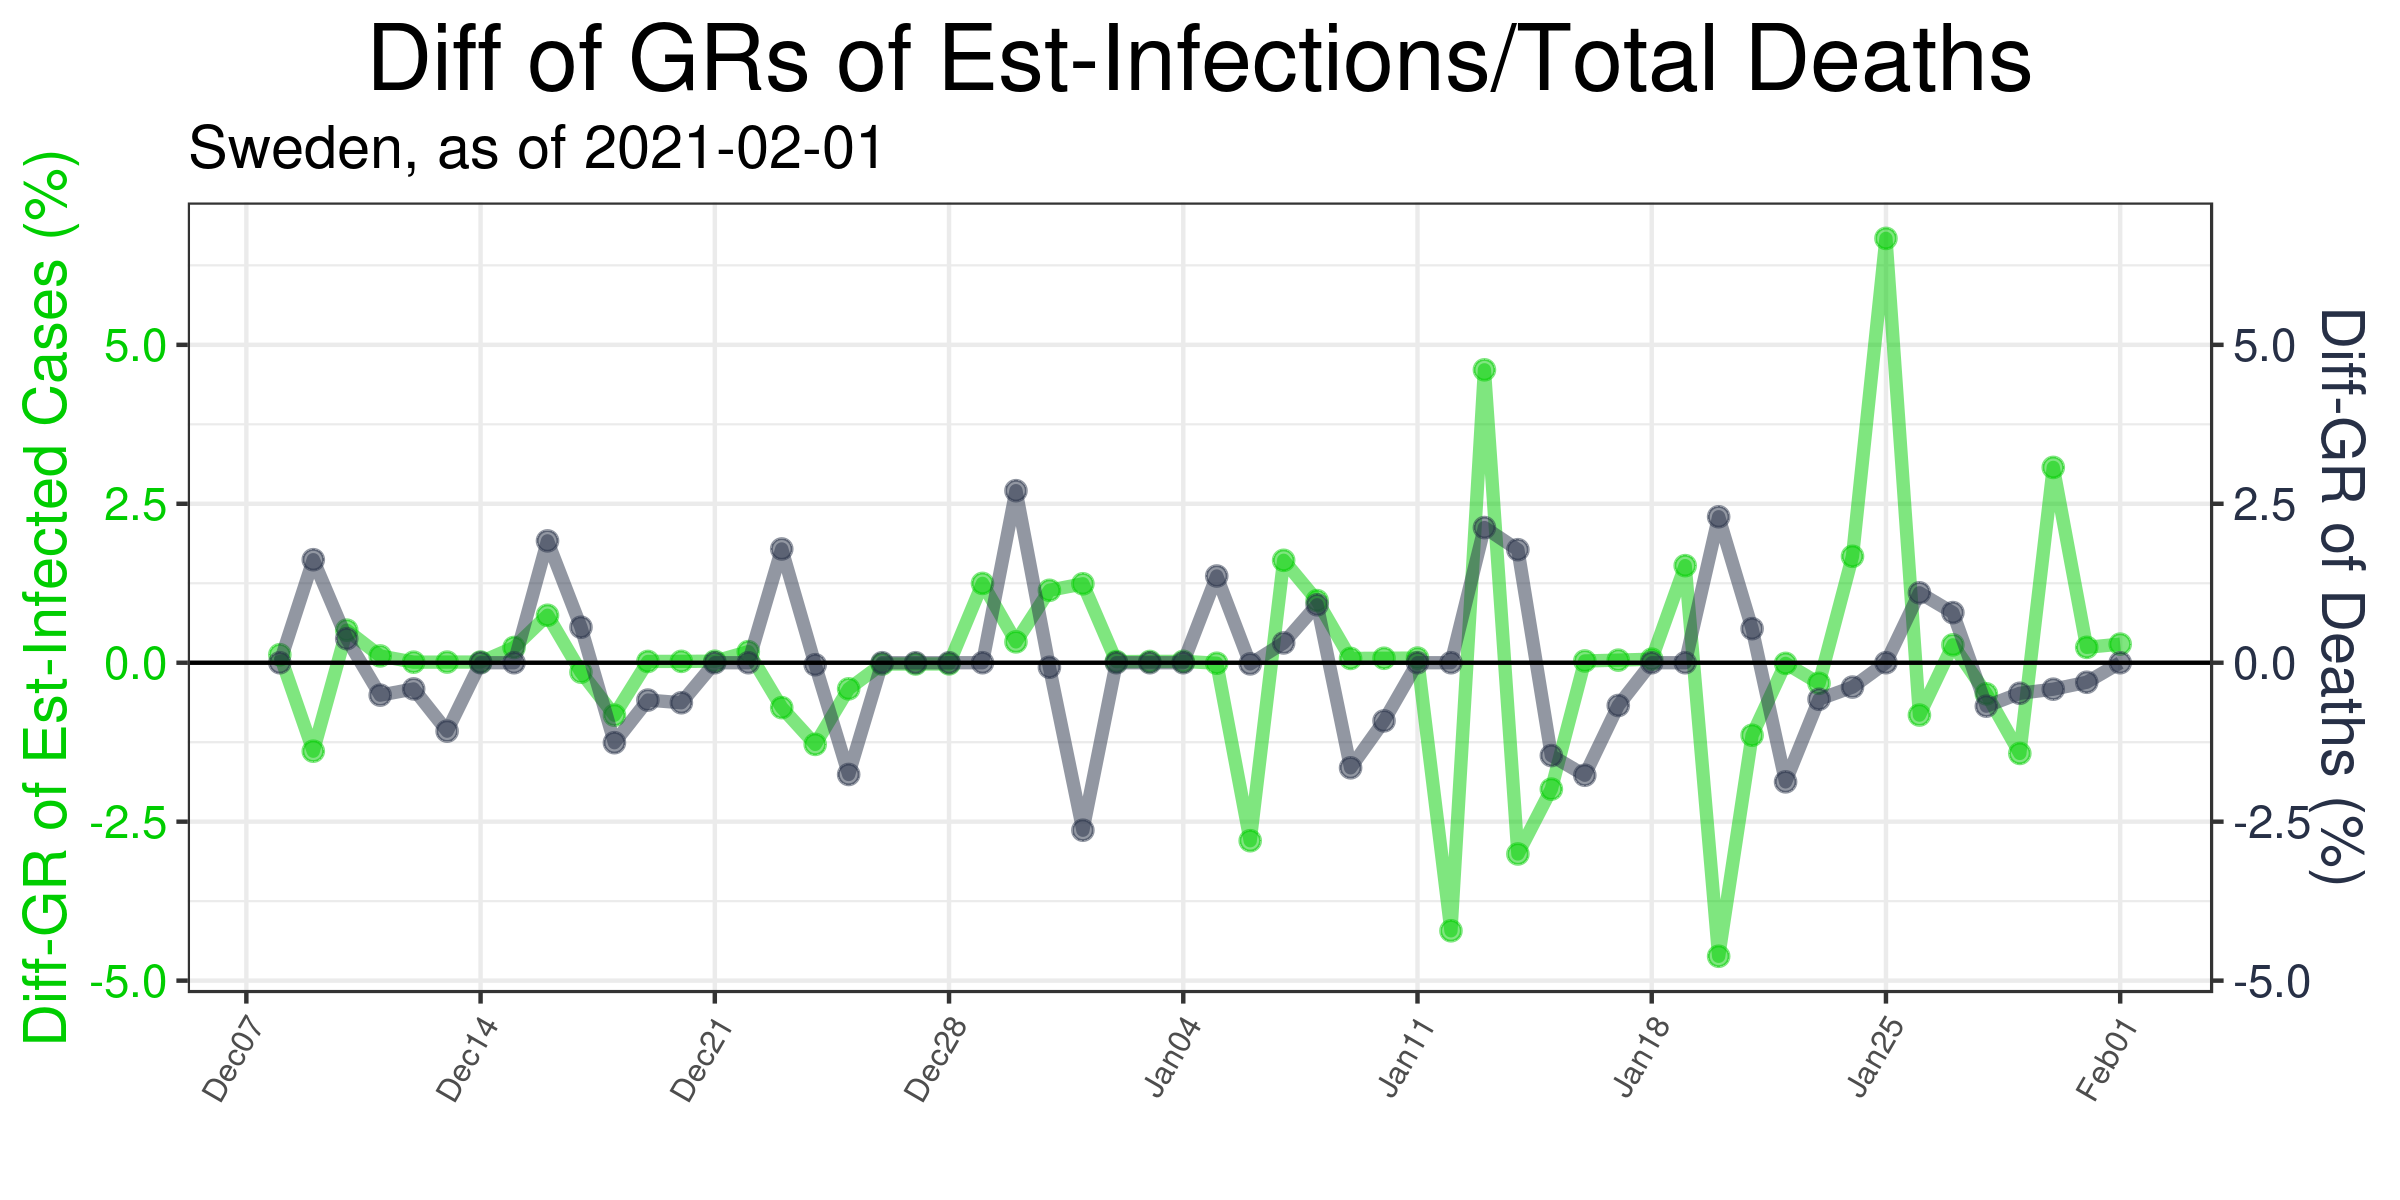 Diff of GRs of Est-Infections/Total Deaths
Sweden, as of 2021-02-01
Diff-GR of Est-Infected Cases (%)
5.0
2.5
0.0
-2.5
-5.0
5.0
2.5
0.0
-2.5
-5.0
Diff-GR of Deaths (%)
Dec07
Dec14
Dec21
Dec28
Jan04
Jan11
Jan18
Jan25
Feb01